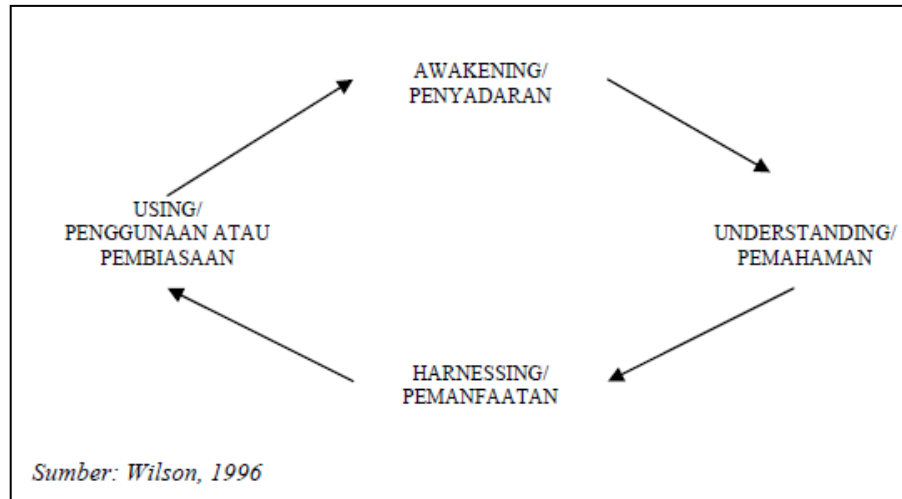 AWAKENING/
PENYADARAN
USING/
PENGGUNAAN ATAU
PEMBIASAAN
UNDERSTANDING/
PEMAHAMAN
HARNESSING/
PEMANFAATAN
Sumber: Wilson, 1996